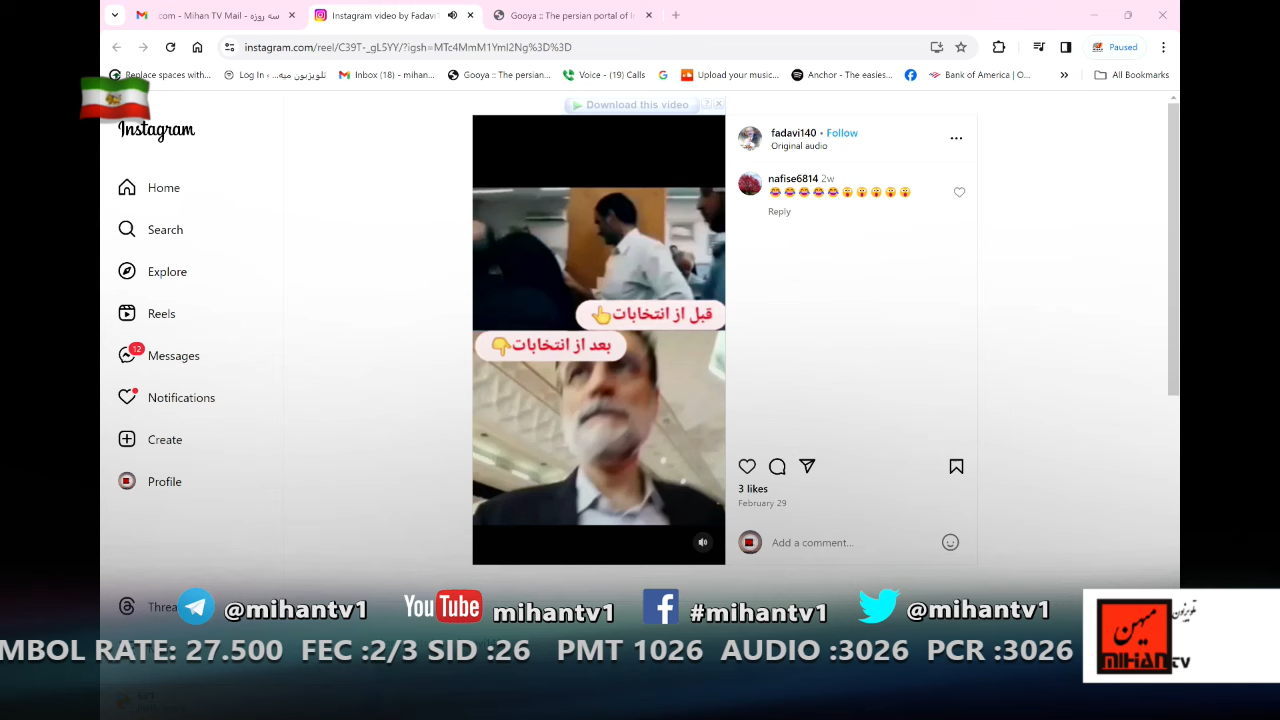 .com - Mihan TV Mail - سه روزه
Instagram video by Fadavi1
Gooya :: The persian portal of Ir
instagram.com/reel/C39T-_gL5YY/?igsh=MTc4MmM1YmI2Ng%3D%3D
Paused
Replace spaces with...
Log In ‹ تلویزیون میه...
Inbox (18) - mihan...
Gooya :: The persian...
Voice - (19) Calls
Upload your music...
Anchor - The easies...
Bank of America | O...
»
All Bookmarks
Download this video
Instagram
Home
Search
Explore
Reels
12
Messages
Notifications
Create
Profile
Threa
قبل از انتخابات👆
بعد از انتخابات👇
fadavi140 • Follow
Original audio
nafise6814 2w
😂😂😂😂😂😲😲😲😲😲
Reply
3 likes
February 29
Add a comment...
@mihantv1
YouTube mihantv1
#mihantv1
@mihantv1
MBOL RATE: 27.500 FEC :2/3 SID :26 PMT 1026 AUDIO :3026 PCR :3026
تلویزیون
میهن
MIHAN TV